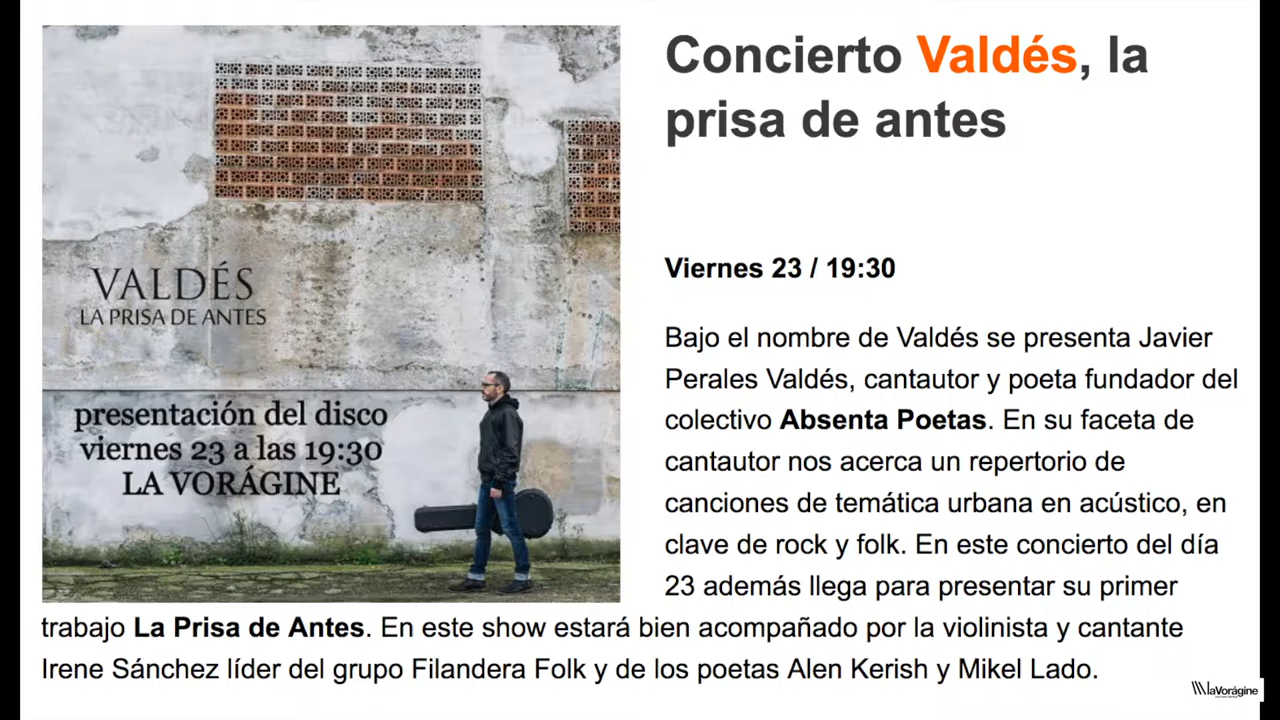 Concierto Valdés, la
prisa de antes
VALDÉS
LA PRISA DE ANTES
presentación del disco
viernes 23 a las 19:30
LA VORÁGINE
Viernes 23 / 19:30
Bajo el nombre de Valdés se presenta Javier
Perales Valdés, cantautor y poeta fundador del
colectivo Absenta Poetas. En su faceta de
cantautor nos acerca un repertorio de
canciones de temática urbana en acústico, en
clave de rock y folk. En este concierto del día
23 además llega para presentar su primer
trabajo La Prisa de Antes. En este show estará bien acompañado por la violinista y cantante
Irene Sánchez líder del grupo Filandera Folk y de los poetas Alen Kerish y Mikel Lado.
laVorágine